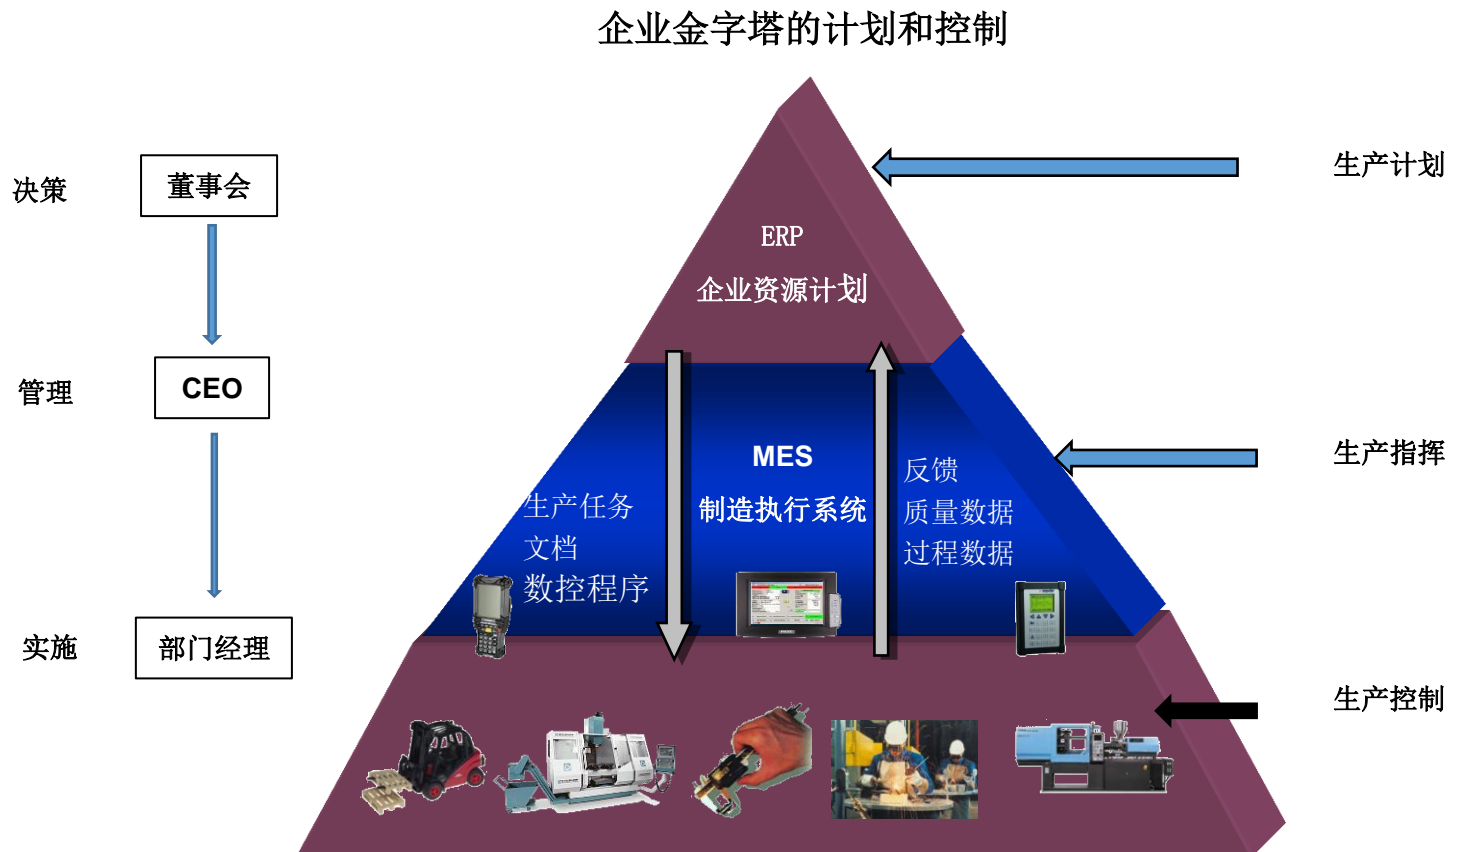 企业金字塔的计划和控制
决策
董事会
生产计划
ERP
企业资源计划
管理
CEO
MES
制造执行系统
生产任务
文档
数控程序
反馈
质量数据
过程数据
生产指挥
实施
部门经理
生产控制